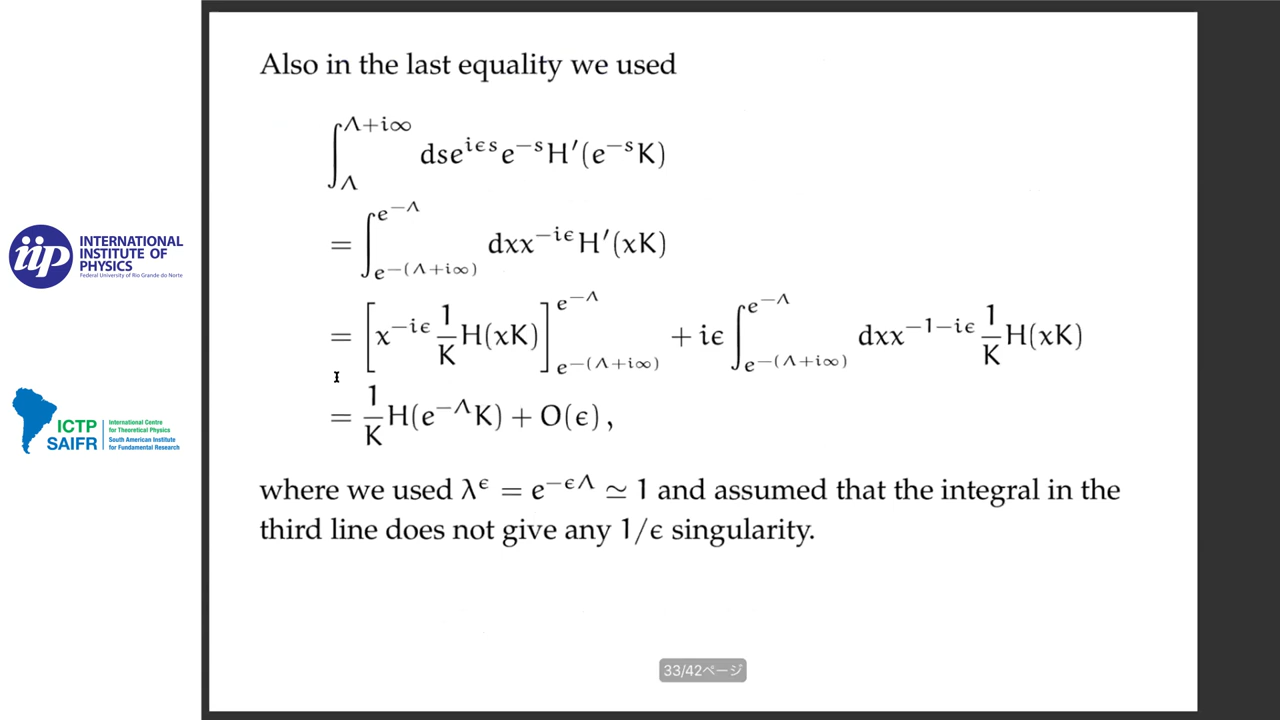 Also in the last equality we used
∫_Λ^{Λ+i∞} dse^{iϵs}e^{−s}H′(e^{−s}K)
= ∫_{e^{−(Λ+i∞)}}^{e^{−Λ}} dxx^{−iϵ}H′(xK)
= [x^{−iϵ} 1/K H(xK)]_{e^{−(Λ+i∞)}}^{e^{−Λ}} + iϵ ∫_{e^{−(Λ+i∞)}}^{e^{−Λ}} dxx^{−1−iϵ} 1/K H(xK)
= 1/K H(e^{−Λ}K) + O(ϵ) ,
where we used λ^ϵ = e^{−ϵΛ} ≃ 1 and assumed that the integral in the
third line does not give any 1/ϵ singularity.
33/42ページ
iip
INTERNATIONAL
INSTITUTE OF
PHYSICS
Federal University of Rio Grande do Norte
ICTP
SAIFR
International Centre
for Theoretical Physics
South American Institute
for Fundamental Research